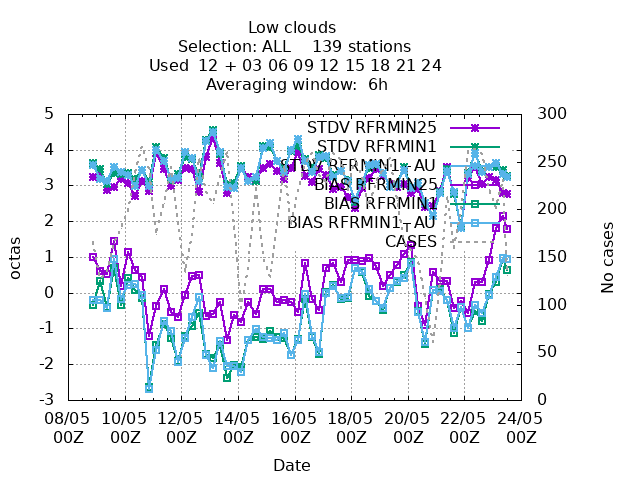 Low clouds
Selection: ALL    139 stations
Used  12 + 03 06 09 12 15 18 21 24
Averaging window:  6h
5
4
3
2
1
0
-1
-2
-3
octas
300
250
200
150
100
50
0
No cases
STDV RFRMIN25
STDV RFRMIN1
STDV RFRMIN1_AU
BIAS RFRMIN25
BIAS RFRMIN1
BIAS RFRMIN1_AU
CASES
08/05 10/05 12/05 14/05 16/05 18/05 20/05 22/05 24/05
00Z 00Z 00Z 00Z 00Z 00Z 00Z 00Z 00Z
Date